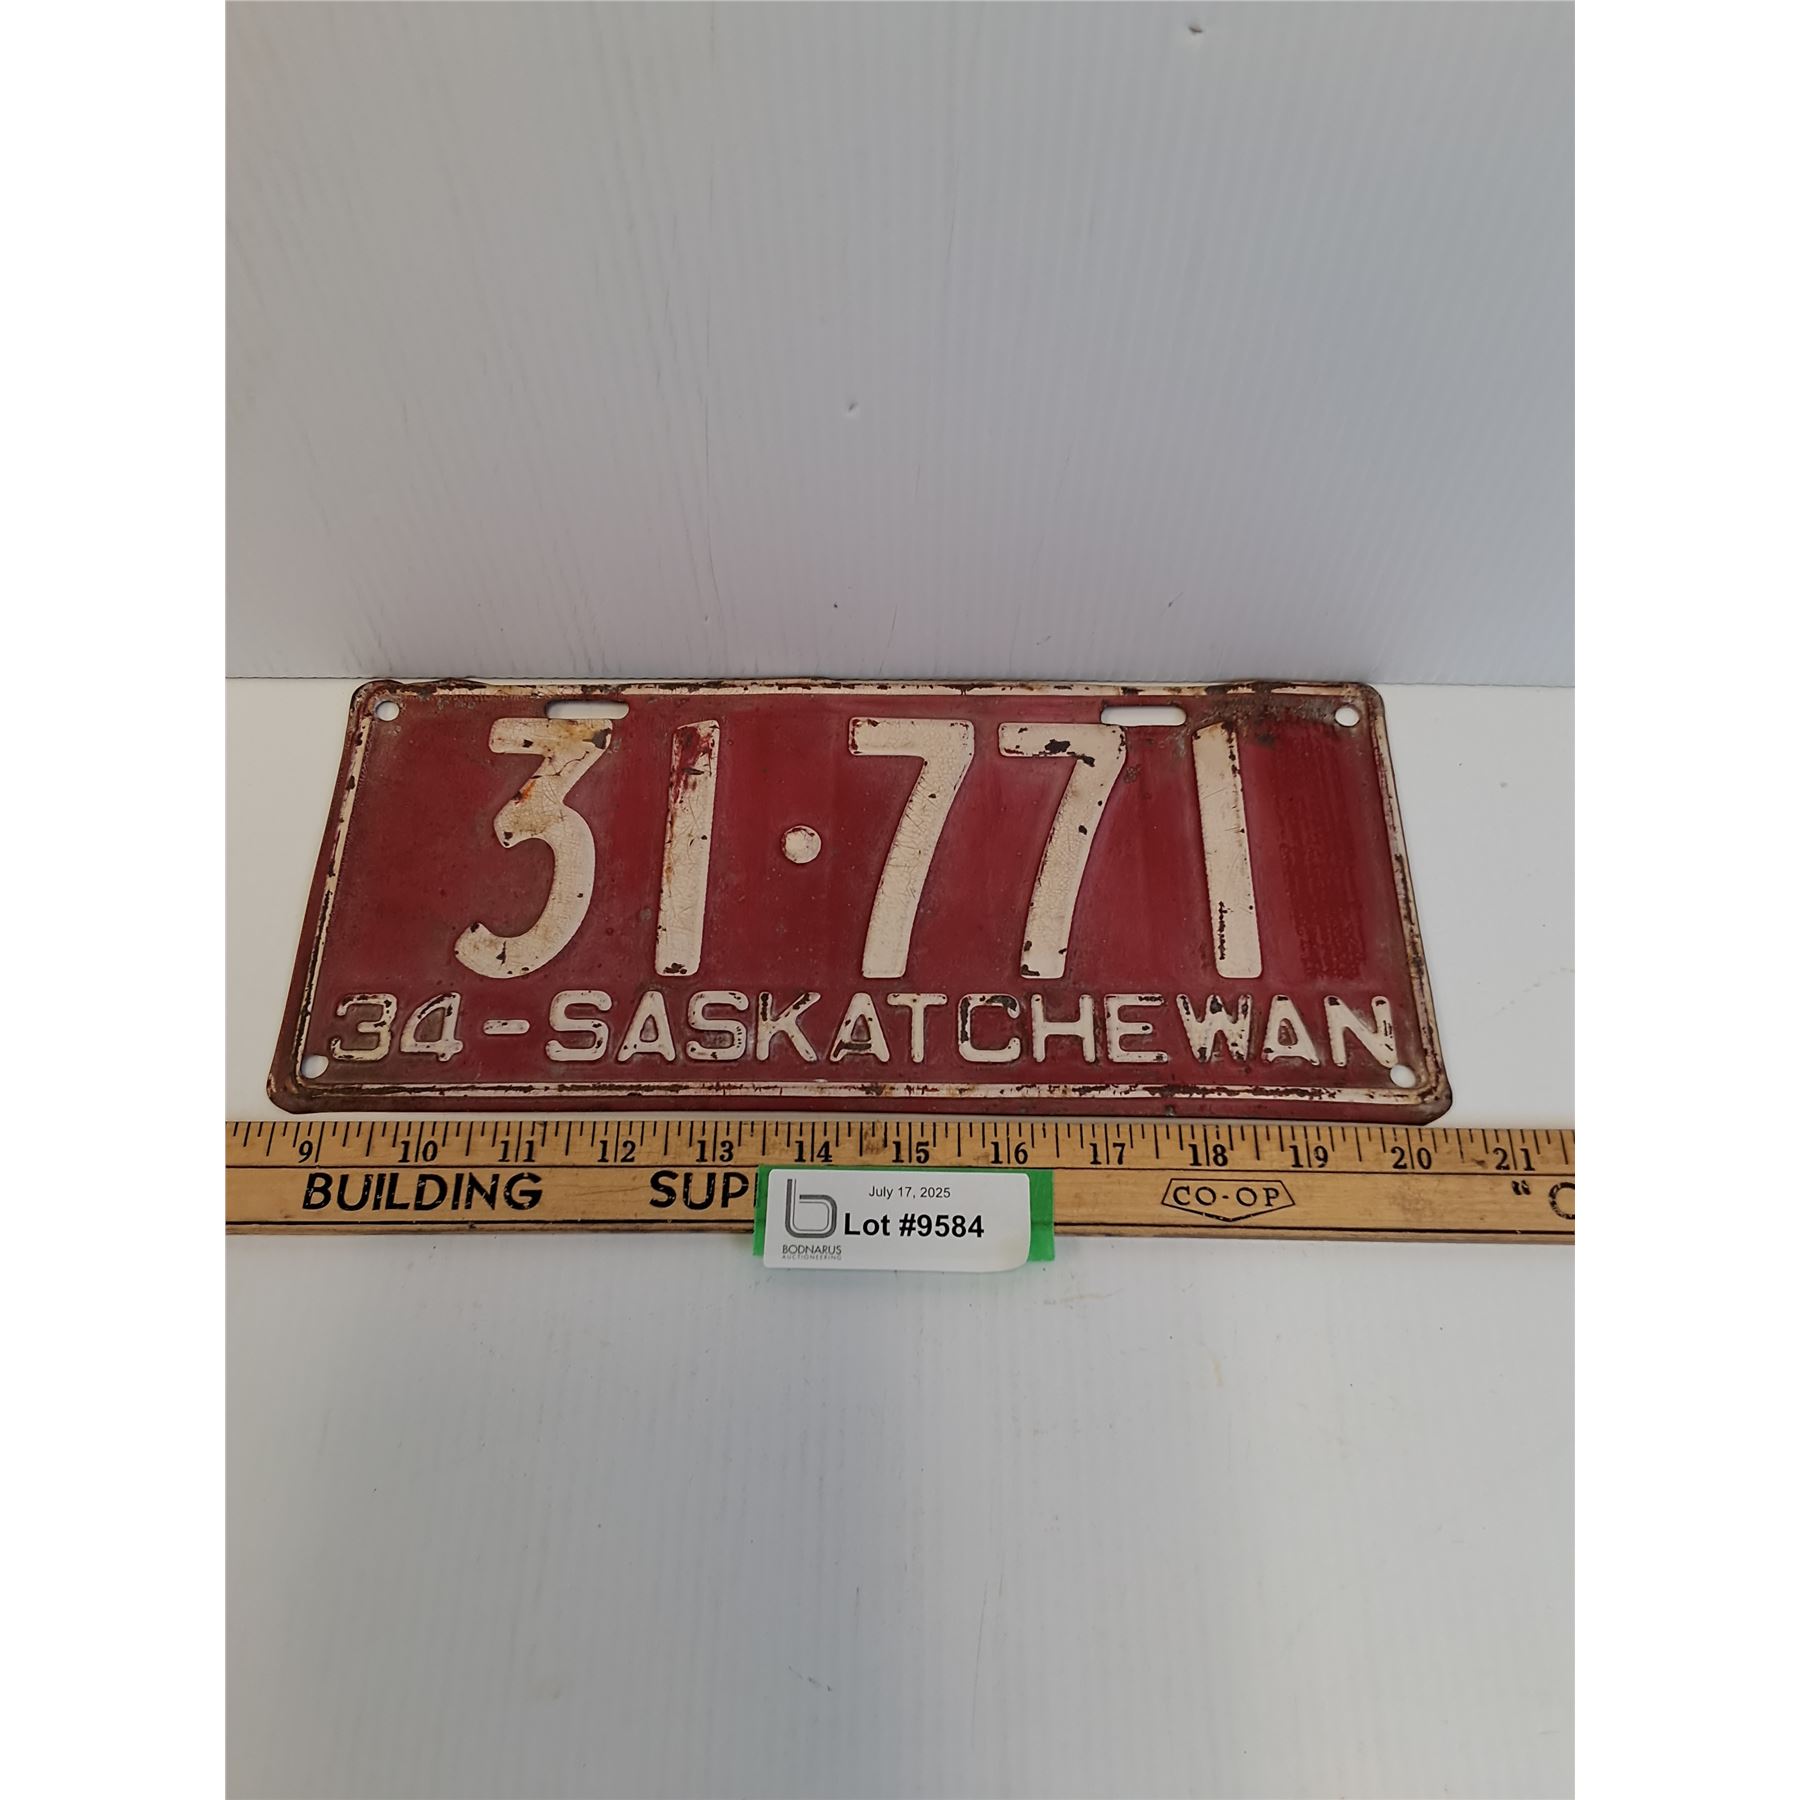 31·771
34-SASKATCHEWAN
9 10 11 12 13 14 15 16 17 18 19 20 21
BUILDING SUP CO-OP "
July 17, 2025
Lot #9584
BODNARUS
AUCTIONEERING